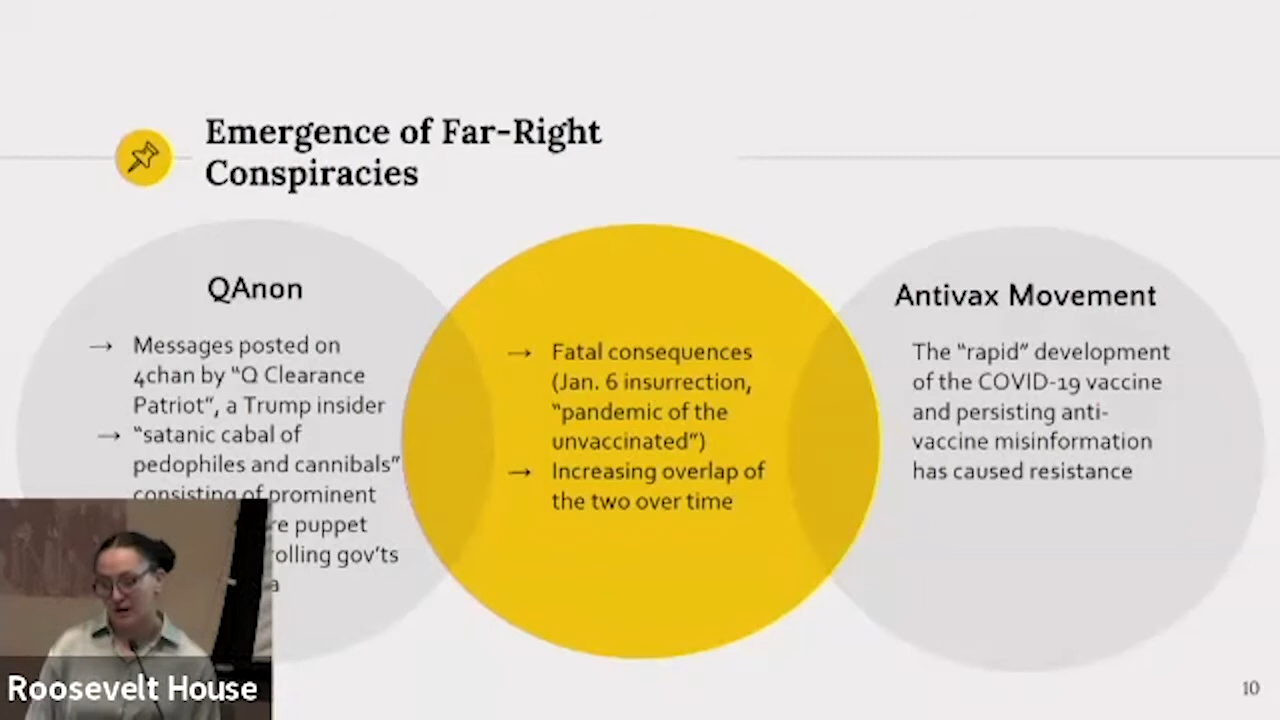 Emergence of Far-Right
Conspiracies
QAnon
→ Messages posted on
4chan by “Q Clearance
Patriot”, a Trump insider
→ “satanic cabal of
pedophiles and cannibals”
consisting of prominent
puppet
gov’ts
→ Fatal consequences
(Jan. 6 insurrection,
“pandemic of the
unvaccinated”)
→ Increasing overlap of
the two over time
Antivax Movement
The “rapid” development
of the COVID-19 vaccine
and persisting anti-
vaccine misinformation
has caused resistance
Roosevelt House
10